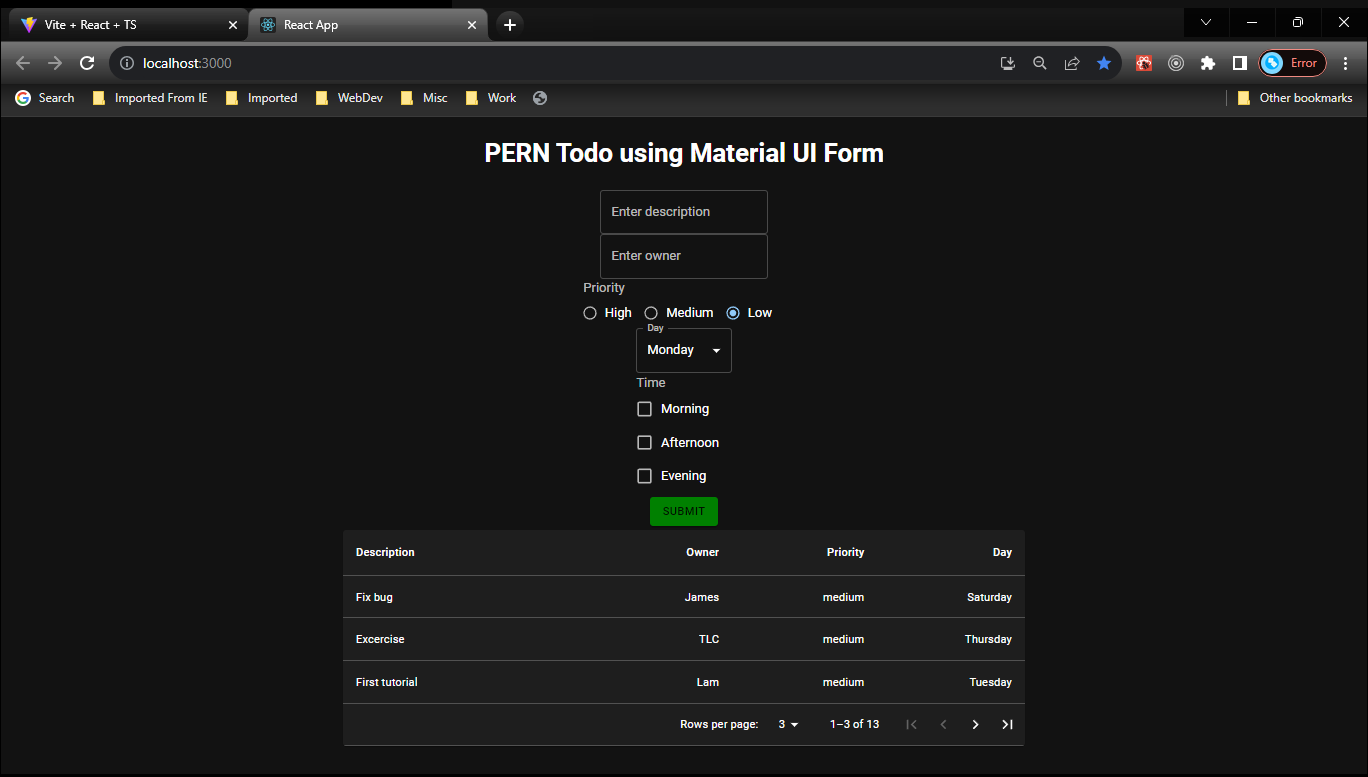 Vite + React + TS React App
localhost:3000 Error
Search Imported From IE Imported WebDev Misc Work Other bookmarks
PERN Todo using Material UI Form
Enter description
Enter owner
Priority
High Medium Low
Day
Monday
Time
Morning
Afternoon
Evening
SUBMIT
Description Owner Priority Day
Fix bug James medium Saturday
Excercise TLC medium Thursday
First tutorial Lam medium Tuesday
Rows per page: 3 1–3 of 13